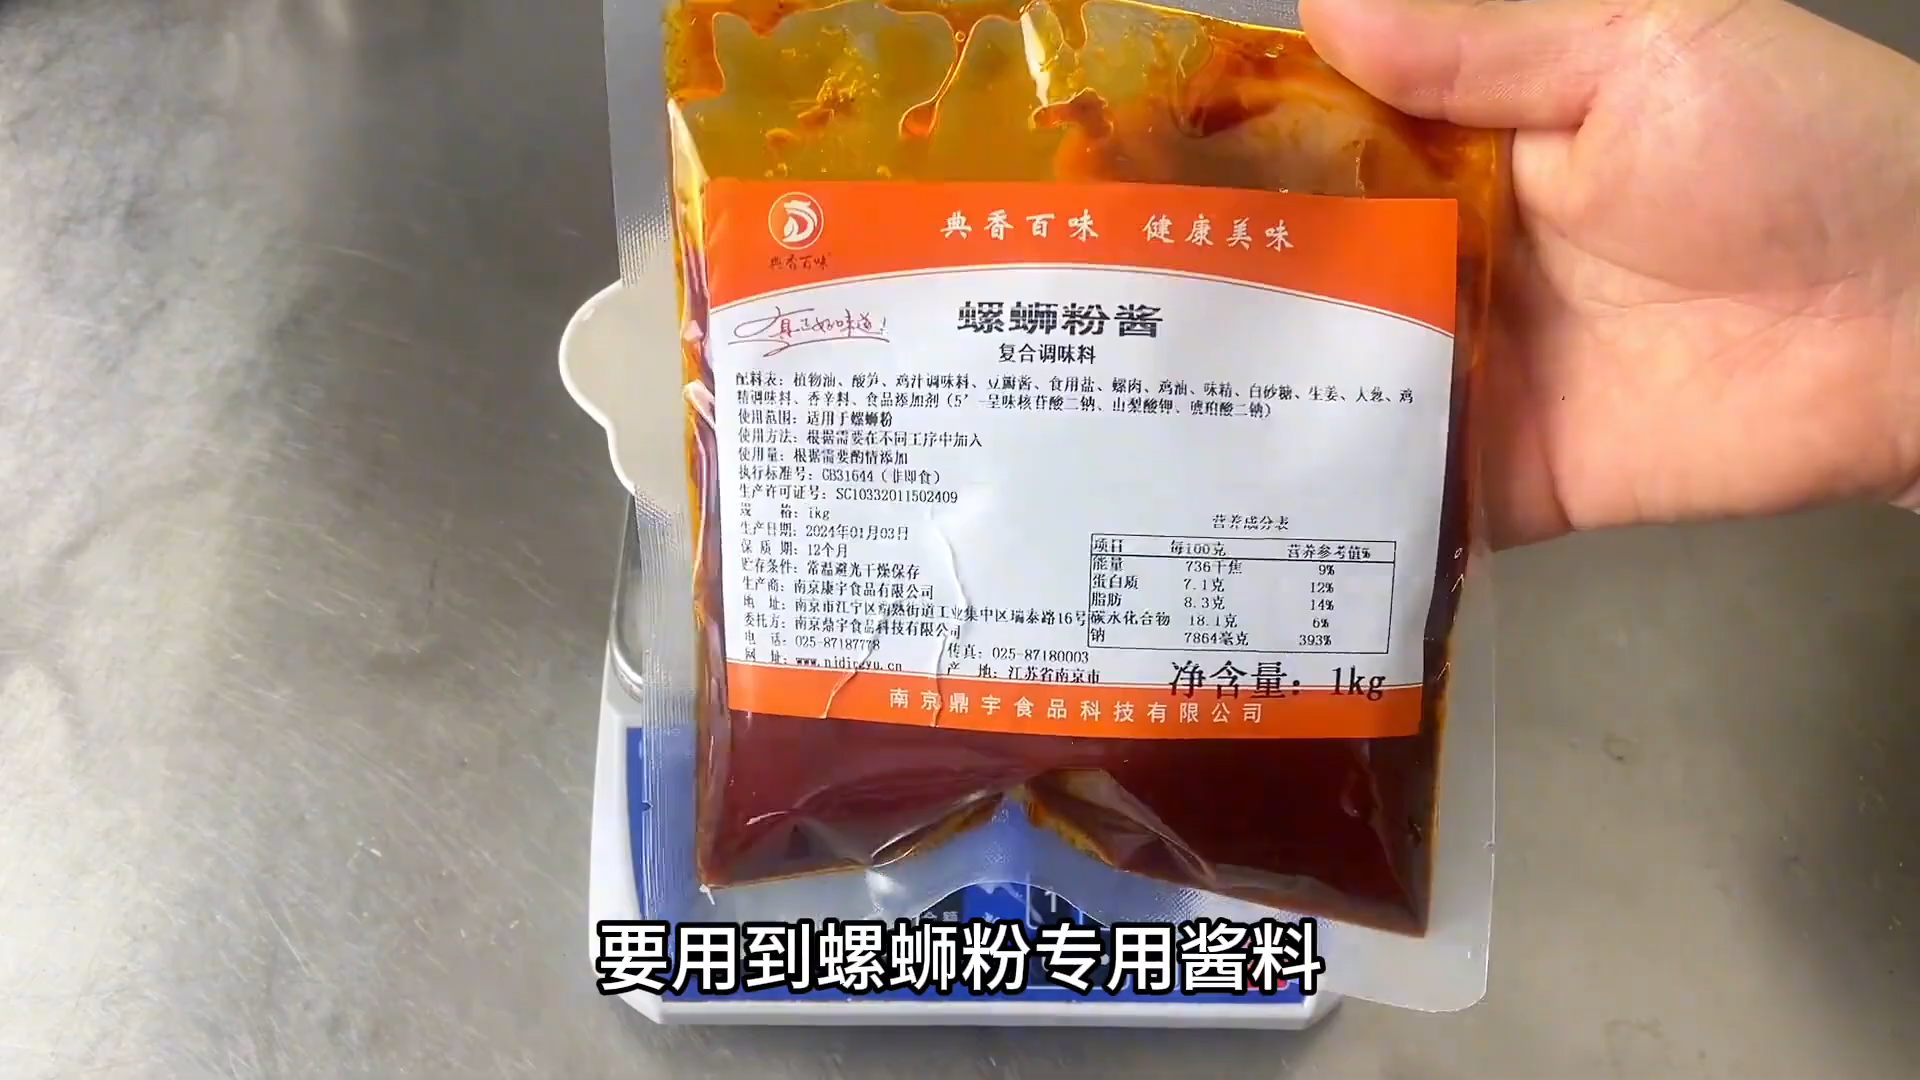 典香百味 健康美味
典香百味
真正好味道!
螺蛳粉酱
复合调味料
配料表：植物油、酸笋、鸡汁调味料、豆瓣酱、食用盐、螺肉、鸡油、味精、白砂糖、生姜、大葱、鸡
精调味料、香辛料、食品添加剂（5’-呈味核苷酸二钠、山梨酸钾、琥珀酸二钠）
使用范围：适用于螺蛳粉
使用方法：根据需要在不同工序中加入
使用量：根据需要酌情添加
执行标准号：GB31644（非即食）
生产许可证号：SC10332011502409
规 格：1kg
生产日期：2024年01月03日
保 质 期：12个月
贮存条件：常温避光干燥保存
生产商：南京康宇食品有限公司
地 址：南京市江宁区湖熟街道工业集中区瑞泰路16号
委托方：南京鼎宇食品科技有限公司
电 话：025-87187778 传真：025-87180003
网 址：www.njdingyu.cn 产 地：江苏省南京市
营养成分表
项目 每100克 营养参考值%
能量 736千焦 9%
蛋白质 7.1克 12%
脂肪 8.3克 14%
碳水化合物 18.1克 6%
钠 7864毫克 393%
净含量：1kg
南京鼎宇食品科技有限公司
要用到螺蛳粉专用酱料